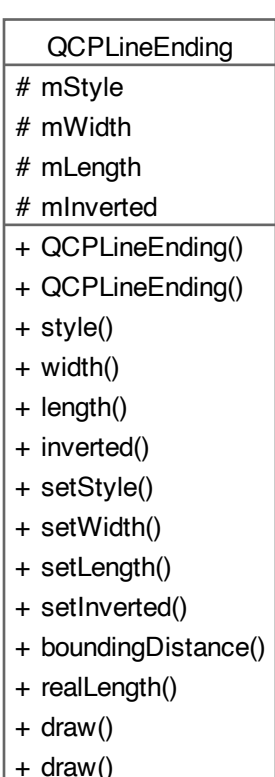 QCPLineEnding
# mStyle
# mWidth
# mLength
# mInverted
+ QCPLineEnding()
+ QCPLineEnding()
+ style()
+ width()
+ length()
+ inverted()
+ setStyle()
+ setWidth()
+ setLength()
+ setInverted()
+ boundingDistance()
+ realLength()
+ draw()
+ draw()